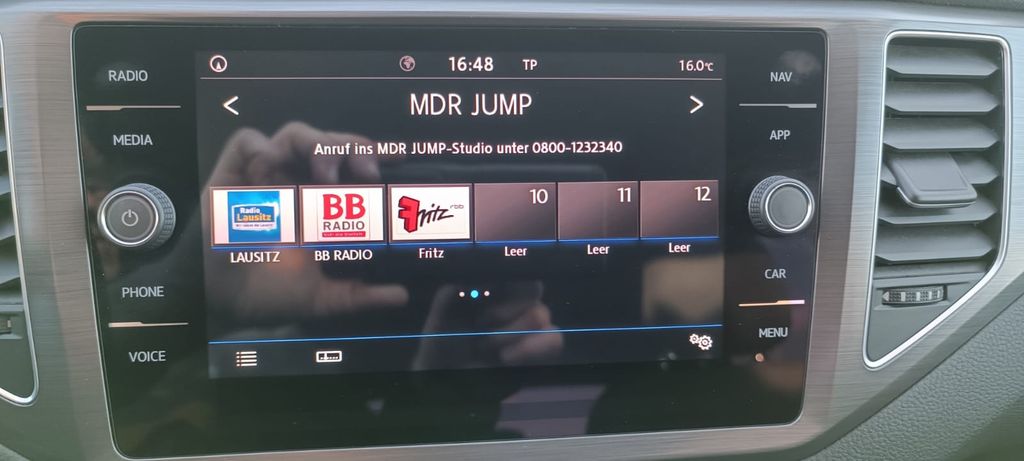 RADIO
MEDIA
PHONE
VOICE
16:48 TP 16.0°C
< MDR JUMP >
Anruf ins MDR JUMP-Studio unter 0800-1232340
Radio
Lausitz
BB
RADIO
Fritz rbb
10
11
12
LAUSITZ
BB RADIO
Fritz
Leer
Leer
Leer
NAV
APP
CAR
MENU